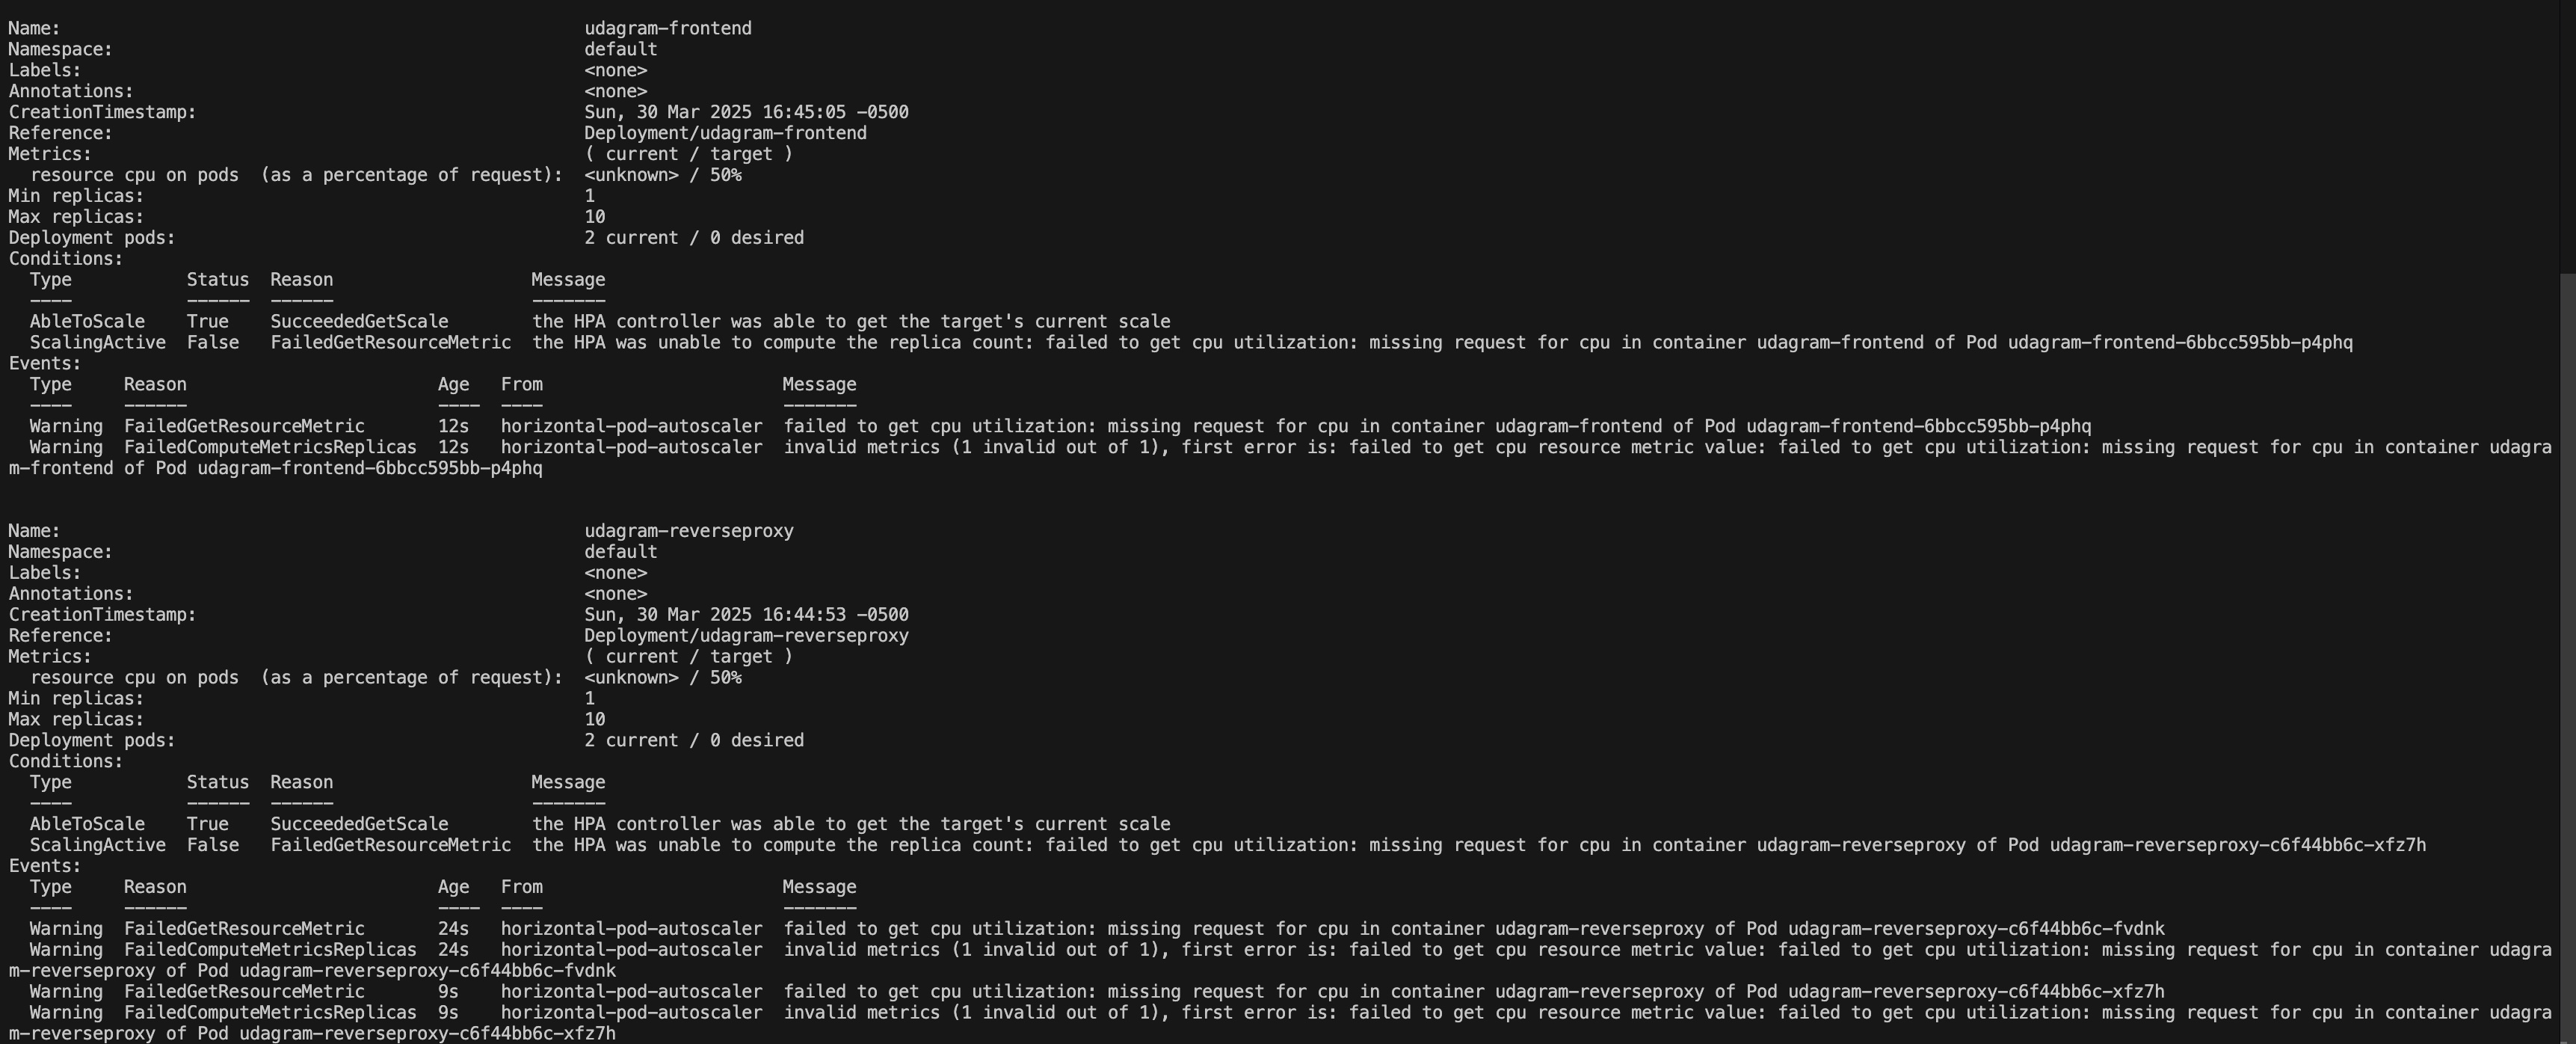 Name: udagram-frontend
Namespace: default
Labels: <none>
Annotations: <none>
CreationTimestamp: Sun, 30 Mar 2025 16:45:05 -0500
Reference: Deployment/udagram-frontend
Metrics: ( current / target )
resource cpu on pods (as a percentage of request): <unknown> / 50%
Min replicas: 1
Max replicas: 10
Deployment pods: 2 current / 0 desired
Conditions:
Type Status Reason Message
---- ------ ------ -------
AbleToScale True SucceededGetScale the HPA controller was able to get the target's current scale
ScalingActive False FailedGetResourceMetric the HPA was unable to compute the replica count: failed to get cpu utilization: missing request for cpu in container udagram-frontend of Pod udagram-frontend-6bbcc595bb-p4phq
Events:
Type Reason Age From Message
---- ------ ---- ---- -------
Warning FailedGetResourceMetric 12s horizontal-pod-autoscaler failed to get cpu utilization: missing request for cpu in container udagram-frontend of Pod udagram-frontend-6bbcc595bb-p4phq
Warning FailedComputeMetricsReplicas 12s horizontal-pod-autoscaler invalid metrics (1 invalid out of 1), first error is: failed to get cpu resource metric value: failed to get cpu utilization: missing request for cpu in container udagra
m-frontend of Pod udagram-frontend-6bbcc595bb-p4phq
Name: udagram-reverseproxy
Namespace: default
Labels: <none>
Annotations: <none>
CreationTimestamp: Sun, 30 Mar 2025 16:44:53 -0500
Reference: Deployment/udagram-reverseproxy
Metrics: ( current / target )
resource cpu on pods (as a percentage of request): <unknown> / 50%
Min replicas: 1
Max replicas: 10
Deployment pods: 2 current / 0 desired
Conditions:
Type Status Reason Message
---- ------ ------ -------
AbleToScale True SucceededGetScale the HPA controller was able to get the target's current scale
ScalingActive False FailedGetResourceMetric the HPA was unable to compute the replica count: failed to get cpu utilization: missing request for cpu in container udagram-reverseproxy of Pod udagram-reverseproxy-c6f44bb6c-xfz7h
Events:
Type Reason Age From Message
---- ------ ---- ---- -------
Warning FailedGetResourceMetric 24s horizontal-pod-autoscaler failed to get cpu utilization: missing request for cpu in container udagram-reverseproxy of Pod udagram-reverseproxy-c6f44bb6c-fvdnk
Warning FailedComputeMetricsReplicas 24s horizontal-pod-autoscaler invalid metrics (1 invalid out of 1), first error is: failed to get cpu resource metric value: failed to get cpu utilization: missing request for cpu in container udagra
m-reverseproxy of Pod udagram-reverseproxy-c6f44bb6c-fvdnk
Warning FailedGetResourceMetric 9s horizontal-pod-autoscaler failed to get cpu utilization: missing request for cpu in container udagram-reverseproxy of Pod udagram-reverseproxy-c6f44bb6c-xfz7h
Warning FailedComputeMetricsReplicas 9s horizontal-pod-autoscaler invalid metrics (1 invalid out of 1), first error is: failed to get cpu resource metric value: failed to get cpu utilization: missing request for cpu in container udagra
m-reverseproxy of Pod udagram-reverseproxy-c6f44bb6c-xfz7h